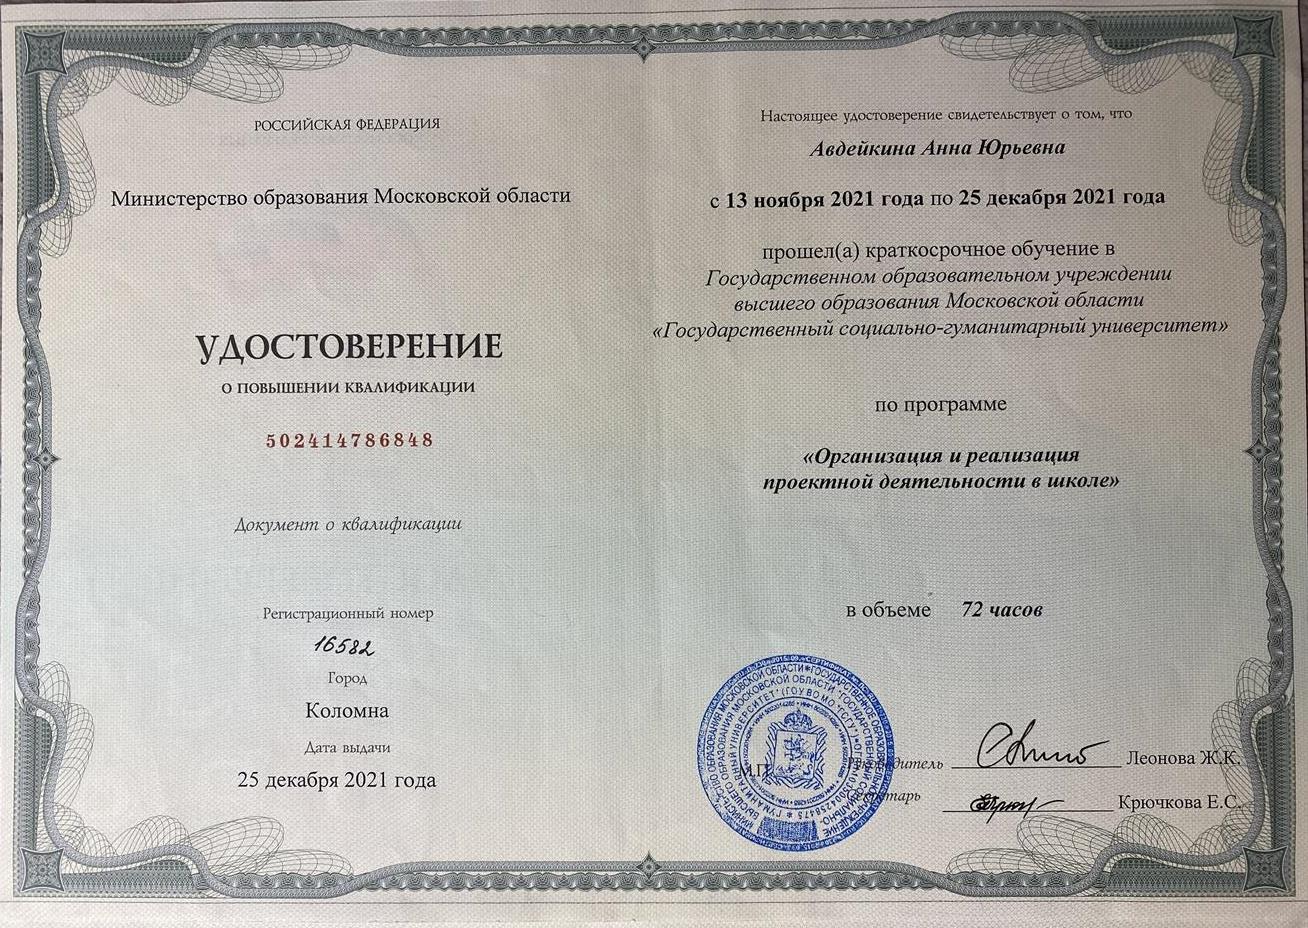 РОССИЙСКАЯ ФЕДЕРАЦИЯ
Министерство образования Московской области
УДОСТОВЕРЕНИЕ
О ПОВЫШЕНИИ КВАЛИФИКАЦИИ
502414786848
Документ о квалификации
Регистрационный номер
16582
Город
Коломна
Дата выдачи
25 декабря 2021 года
Настоящее удостоверение свидетельствует о том, что
Авдейкина Анна Юрьевна
с 13 ноября 2021 года по 25 декабря 2021 года
прошел(а) краткосрочное обучение в
Государственном образовательном учреждении
высшего образования Московской области
«Государственный социально-гуманитарный университет»
по программе
«Организация и реализация
проектной деятельности в школе»
в объеме 72 часов
М.П.
Руководитель Леонова Ж.К.
Секретарь Крючкова Е.С.